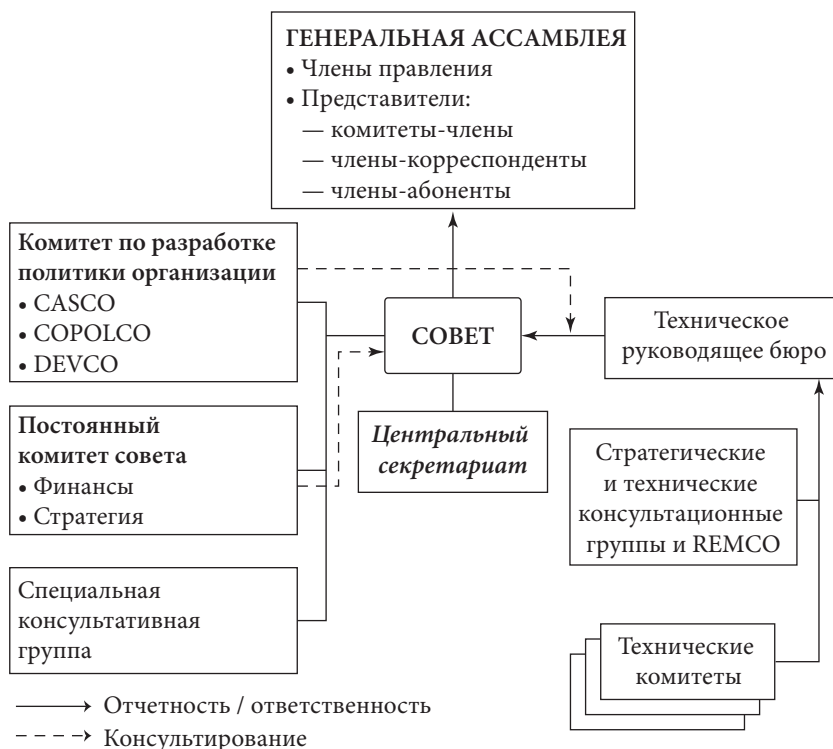 ГЕНЕРАЛЬНАЯ АССАМБЛЕЯ
• Члены правления
• Представители:
— комитеты-члены
— члены-корреспонденты
— члены-абоненты
Комитет по разработке
политики организации
• CASCO
• COPOLCO
• DEVCO
СОВЕТ
Техническое
руководящее бюро
Постоянный
комитет совета
• Финансы
• Стратегия
Центральный
секретариат
Стратегические
и технические
консультационные
группы и REMCO
Специальная
консультативная
группа
Технические
комитеты
Отчетность / ответственность
Консультирование